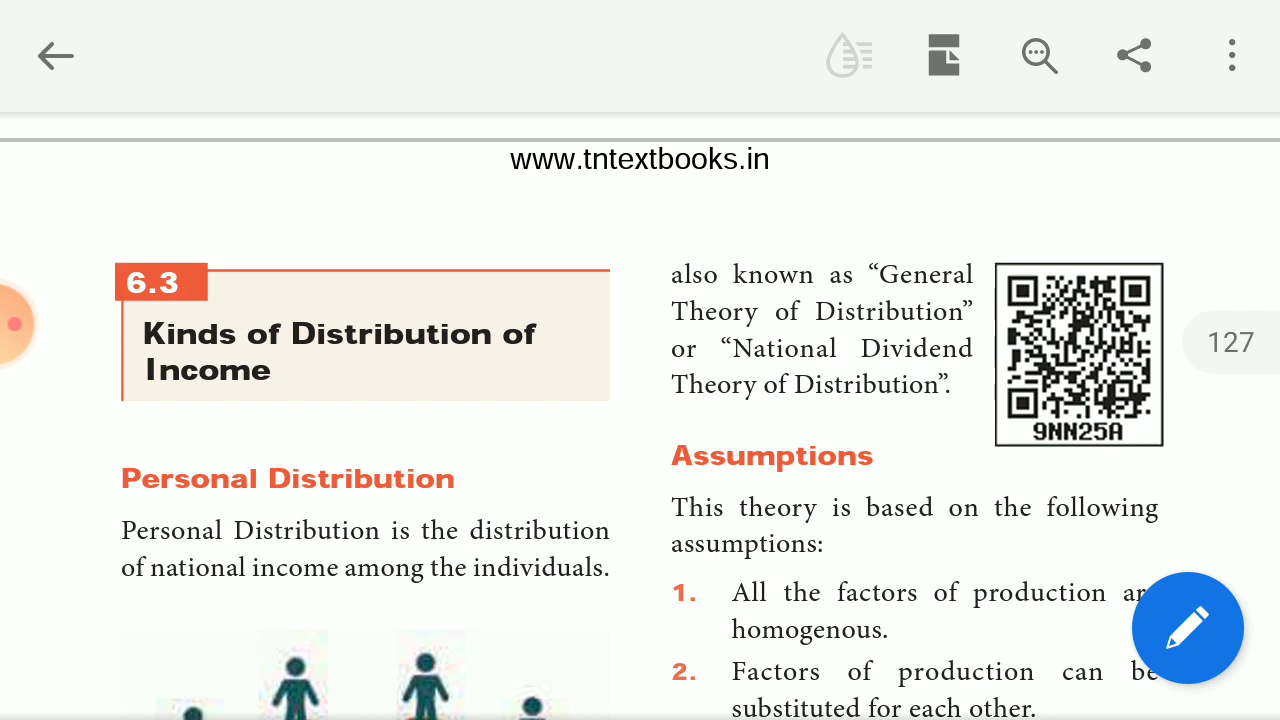 www.tntextbooks.in
6.3
Kinds of Distribution of
Income
Personal Distribution
Personal Distribution is the distribution
of national income among the individuals.
also known as “General
Theory of Distribution”
or “National Dividend
Theory of Distribution”.
9NN25A
Assumptions
This theory is based on the following
assumptions:
1. All the factors of production are
homogenous.
2. Factors of production can be
substituted for each other.
127